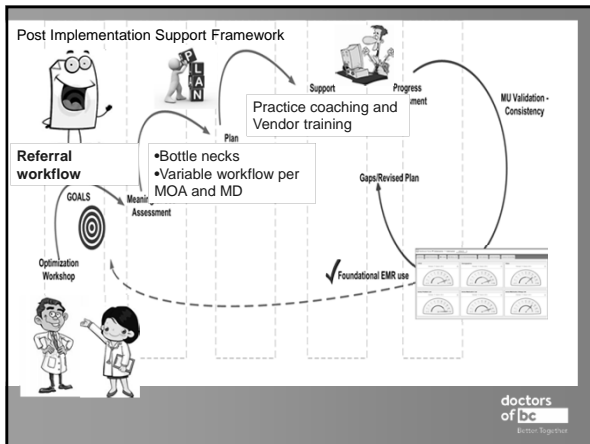 Post Implementation Support Framework
PLAN
Support
Progress
MU Validation -
Consistency
Practice coaching and
Vendor training
Plan
Referral
workflow
•Bottle necks
•Variable workflow per
MOA and MD
Gaps/Revised Plan
GOALS
Assessment
Optimization
Workshop
Foundational EMR use
doctors
of bc
Better Together